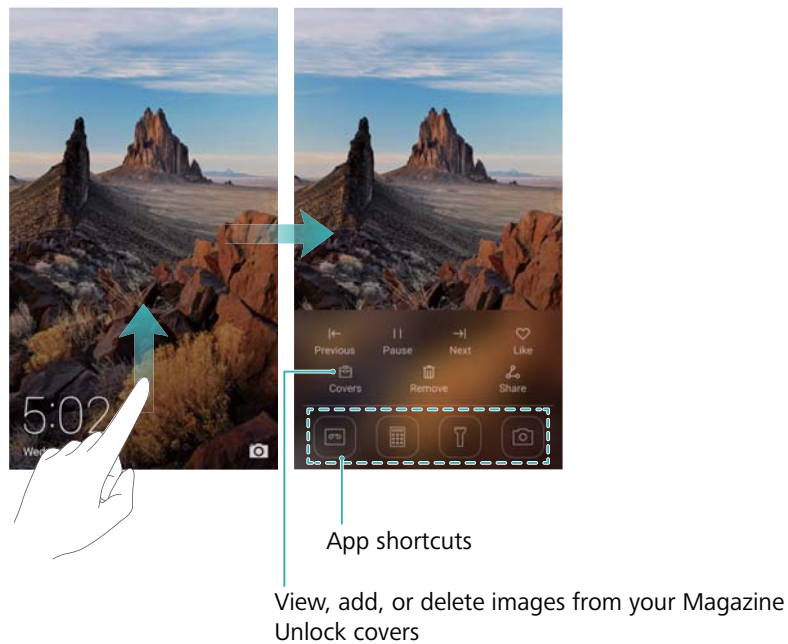 5:02
Previous Pause Next Like
Covers Remove Share
App shortcuts
View, add, or delete images from your Magazine
Unlock covers